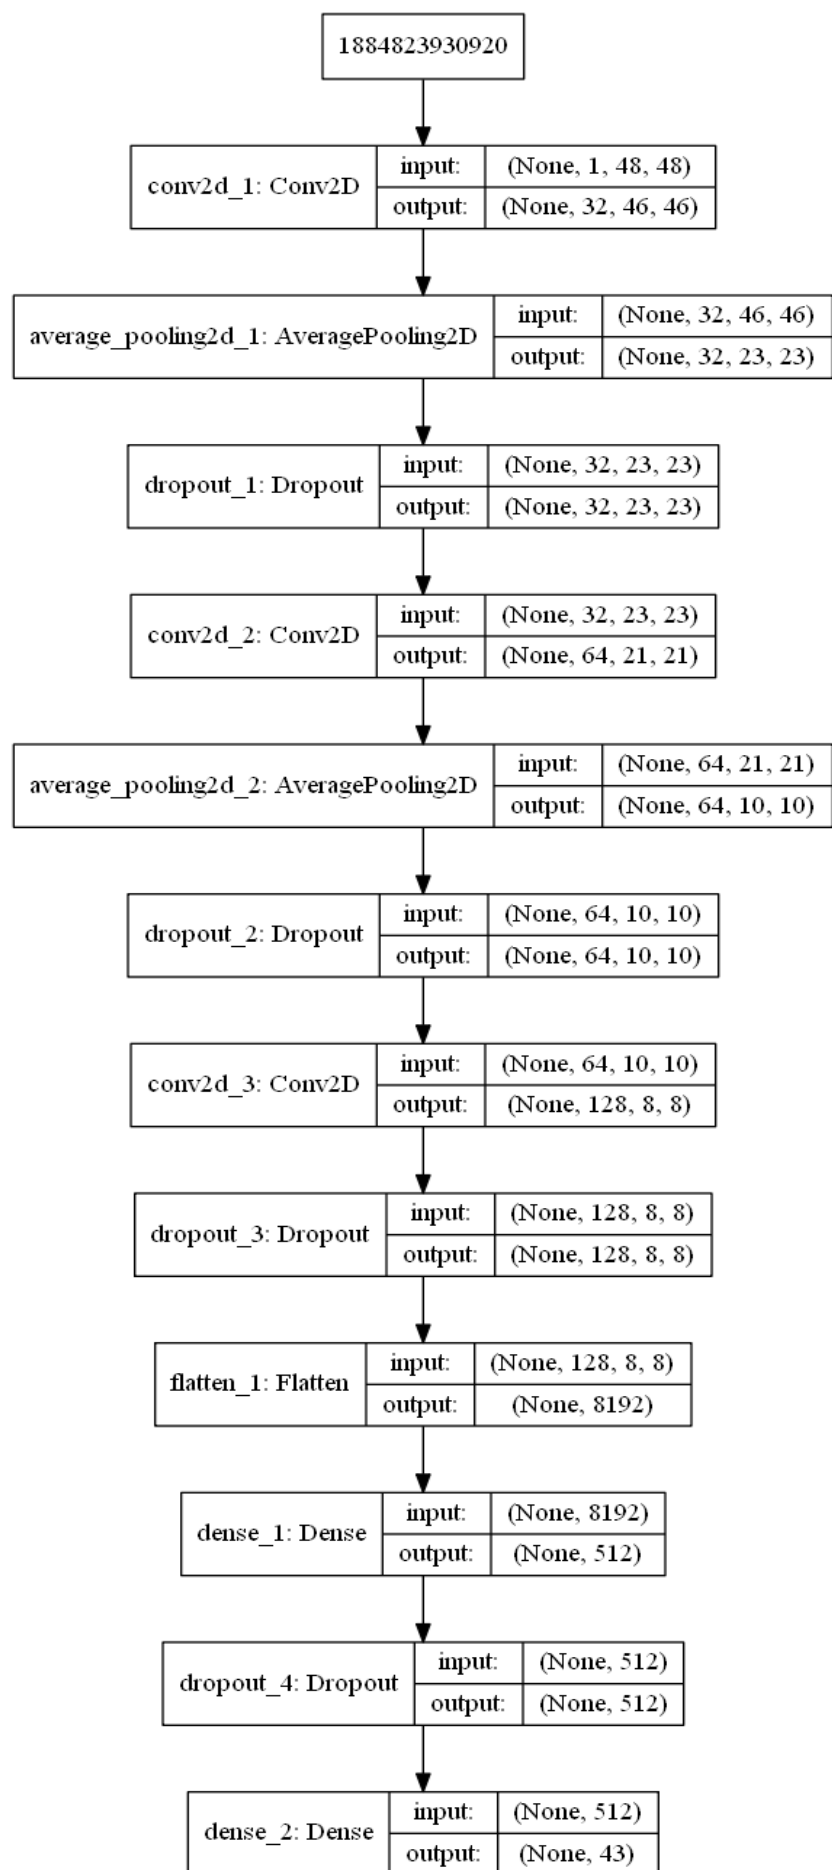 1884823930920
conv2d_1: Conv2D
input: (None, 1, 48, 48)
output: (None, 32, 46, 46)
average_pooling2d_1: AveragePooling2D
input: (None, 32, 46, 46)
output: (None, 32, 23, 23)
dropout_1: Dropout
input: (None, 32, 23, 23)
output: (None, 32, 23, 23)
conv2d_2: Conv2D
input: (None, 32, 23, 23)
output: (None, 64, 21, 21)
average_pooling2d_2: AveragePooling2D
input: (None, 64, 21, 21)
output: (None, 64, 10, 10)
dropout_2: Dropout
input: (None, 64, 10, 10)
output: (None, 64, 10, 10)
conv2d_3: Conv2D
input: (None, 64, 10, 10)
output: (None, 128, 8, 8)
dropout_3: Dropout
input: (None, 128, 8, 8)
output: (None, 128, 8, 8)
flatten_1: Flatten
input: (None, 128, 8, 8)
output: (None, 8192)
dense_1: Dense
input: (None, 8192)
output: (None, 512)
dropout_4: Dropout
input: (None, 512)
output: (None, 512)
dense_2: Dense
input: (None, 512)
output: (None, 43)